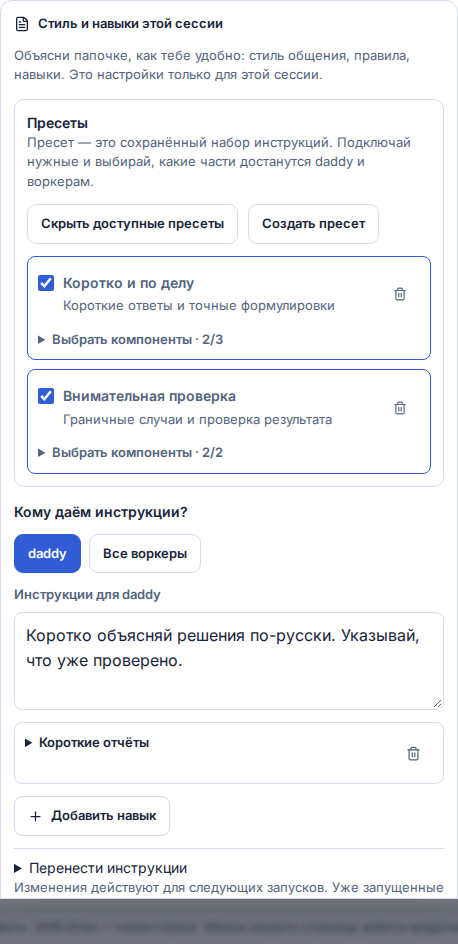 Стиль и навыки этой сессии
Объясни папочке, как тебе удобно: стиль общения, правила,
навыки. Это настройки только для этой сессии.
Пресеты
Пресет — это сохранённый набор инструкций. Подключай
нужные и выбирай, какие части достанутся daddy и
воркерам.
Скрыть доступные пресеты
Создать пресет
Коротко и по делу
Короткие ответы и точные формулировки
Выбрать компоненты · 2/3
Внимательная проверка
Граничные случаи и проверка результата
Выбрать компоненты · 2/2
Кому даём инструкции?
daddy
Все воркеры
Инструкции для daddy
Коротко объясняй решения по-русски. Указывай,
что уже проверено.
Короткие отчёты
Добавить навык
Перенести инструкции
Изменения действуют для следующих запусков. Уже запущенные